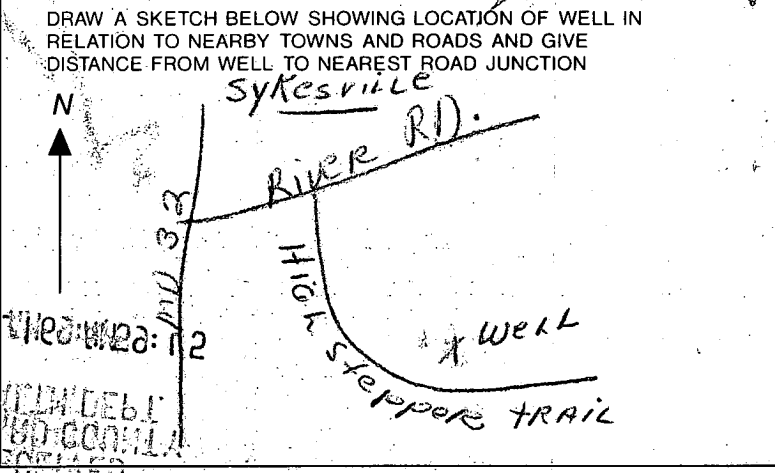 DRAW A SKETCH BELOW SHOWING LOCATION OF WELL IN
RELATION TO NEARBY TOWNS AND ROADS AND GIVE
DISTANCE FROM WELL TO NEAREST ROAD JUNCTION
Sykesville
N
River RD.
MD 32
High Stepper TRAIL
* Well